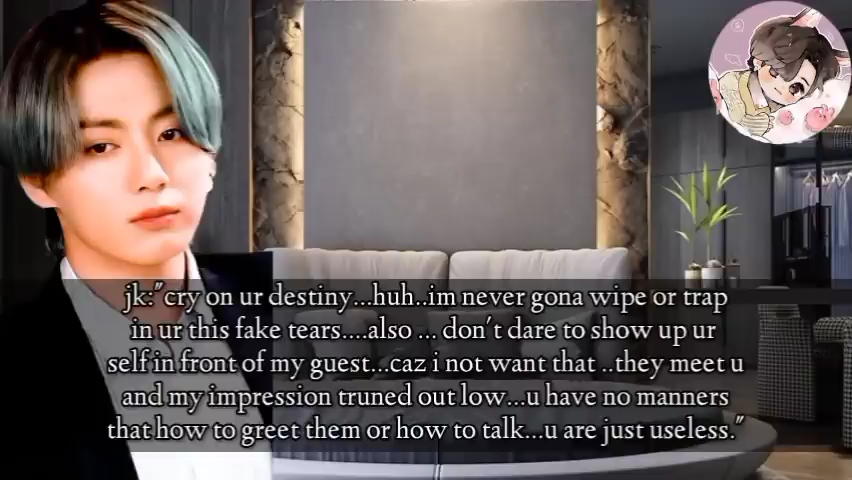 jk:"cry on ur destiny...huh..im never gona wipe or trap
in ur this fake tears....also ... don't dare to show up ur
self in front of my guest...caz i not want that ..they meet u
and my impression truned out low...u have no manners
that how to greet them or how to talk...u are just useless."